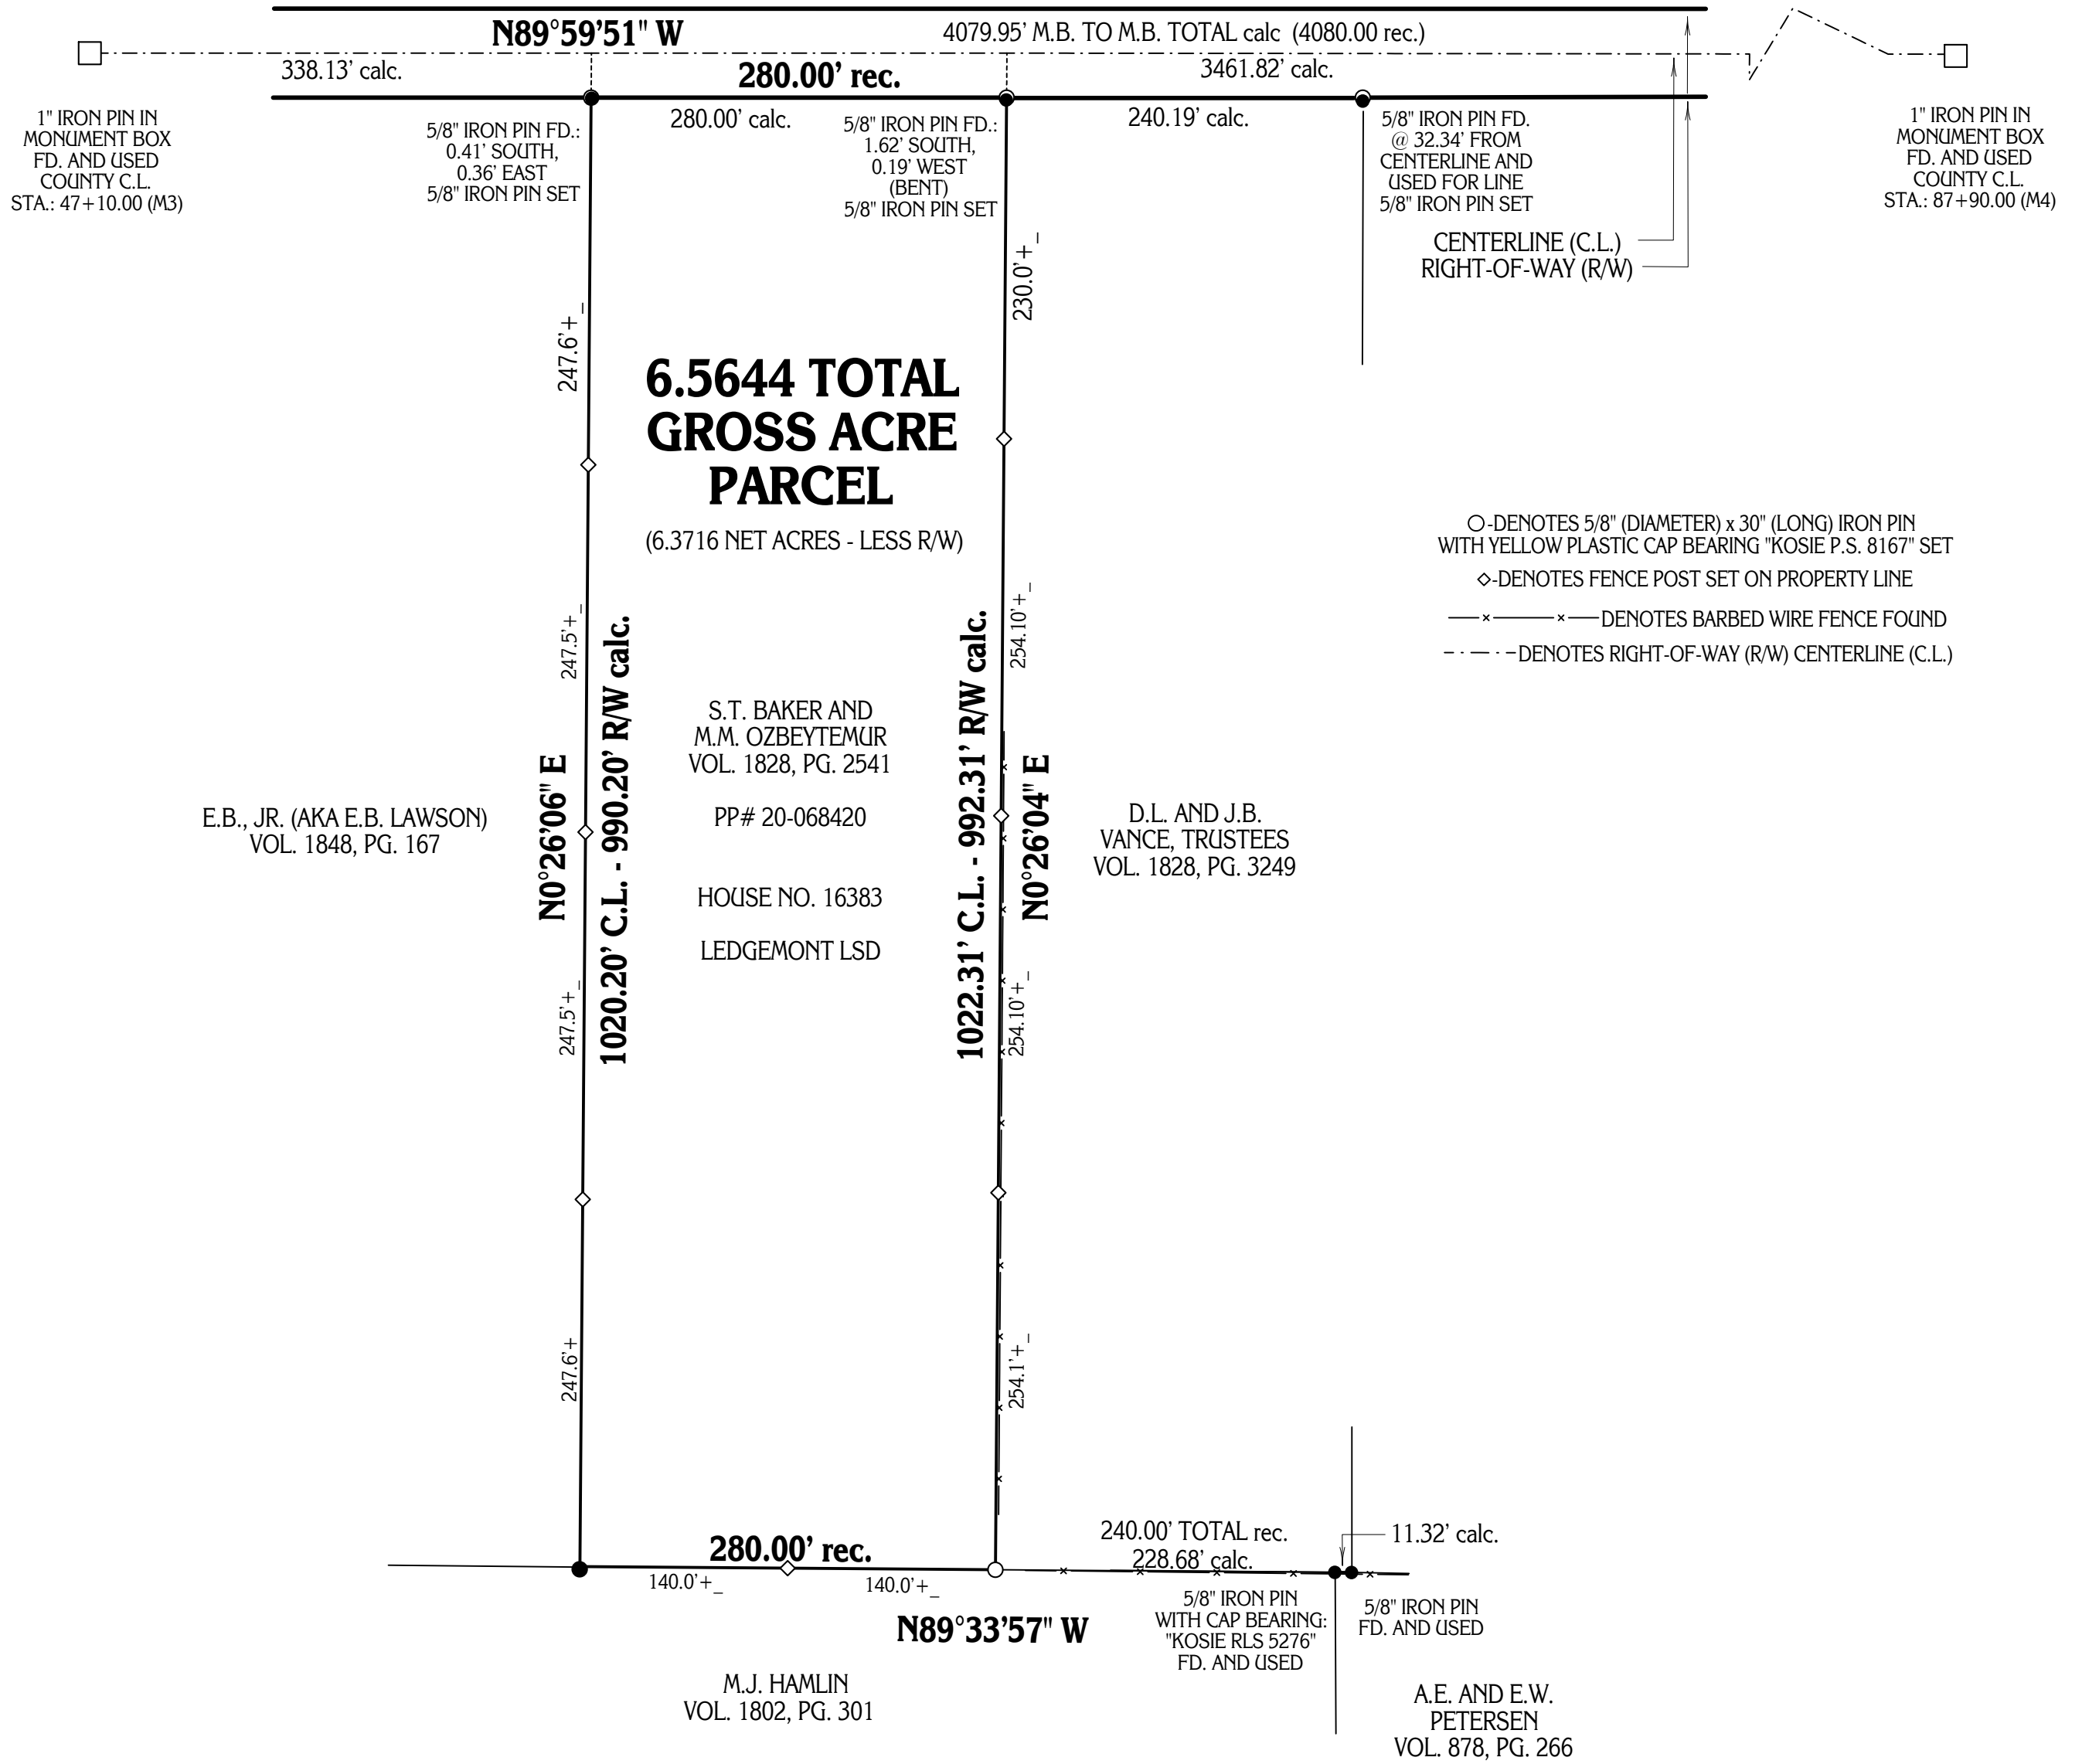 N89°59'51" W
4079.95' M.B. TO M.B. TOTAL calc (4080.00 rec.)
338.13' calc.
280.00' rec.
3461.82' calc.
280.00' calc.
240.19' calc.
1" IRON PIN IN
MONUMENT BOX
FD. AND USED
COUNTY C.L.
STA.: 47+10.00 (M3)
5/8" IRON PIN FD.:
0.41' SOUTH,
0.36' EAST
5/8" IRON PIN SET
5/8" IRON PIN FD.:
1.62' SOUTH,
0.19' WEST
(BENT)
5/8" IRON PIN SET
5/8" IRON PIN FD.
@ 32.34' FROM
CENTERLINE AND
USED FOR LINE
5/8" IRON PIN SET
1" IRON PIN IN
MONUMENT BOX
FD. AND USED
COUNTY C.L.
STA.: 87+90.00 (M4)
CENTERLINE (C.L.)
RIGHT-OF-WAY (R/W)
247.6'+_
230.0'+_
6.5644 TOTAL
GROSS ACRE
PARCEL
(6.3716 NET ACRES - LESS R/W)
O-DENOTES 5/8" (DIAMETER) x 30" (LONG) IRON PIN
WITH YELLOW PLASTIC CAP BEARING "KOSIE P.S. 8167" SET
◇-DENOTES FENCE POST SET ON PROPERTY LINE
DENOTES BARBED WIRE FENCE FOUND
DENOTES RIGHT-OF-WAY (R/W) CENTERLINE (C.L.)
247.5'+_
254.10'+_
N0°26'06" E
1020.20' C.L. - 990.20' R/W calc.
S.T. BAKER AND
M.M. OZBEYTEMUR
VOL. 1828, PG. 2541
PP# 20-068420
HOUSE NO. 16383
LEDGEMONT LSD
1022.31' C.L. - 992.31' R/W calc.
N0°26'04" E
E.B., JR. (AKA E.B. LAWSON)
VOL. 1848, PG. 167
D.L. AND J.B.
VANCE, TRUSTEES
VOL. 1828, PG. 3249
247.5'+_
254.10'+_
247.6'+
254.1'+_
280.00' rec.
140.0'+_
140.0'+_
N89°33'57" W
240.00' TOTAL rec.
228.68' calc.
11.32' calc.
5/8" IRON PIN
WITH CAP BEARING:
"KOSIE RLS 5276"
FD. AND USED
5/8" IRON PIN
FD. AND USED
M.J. HAMLIN
VOL. 1802, PG. 301
A.E. AND E.W.
PETERSEN
VOL. 878, PG. 266